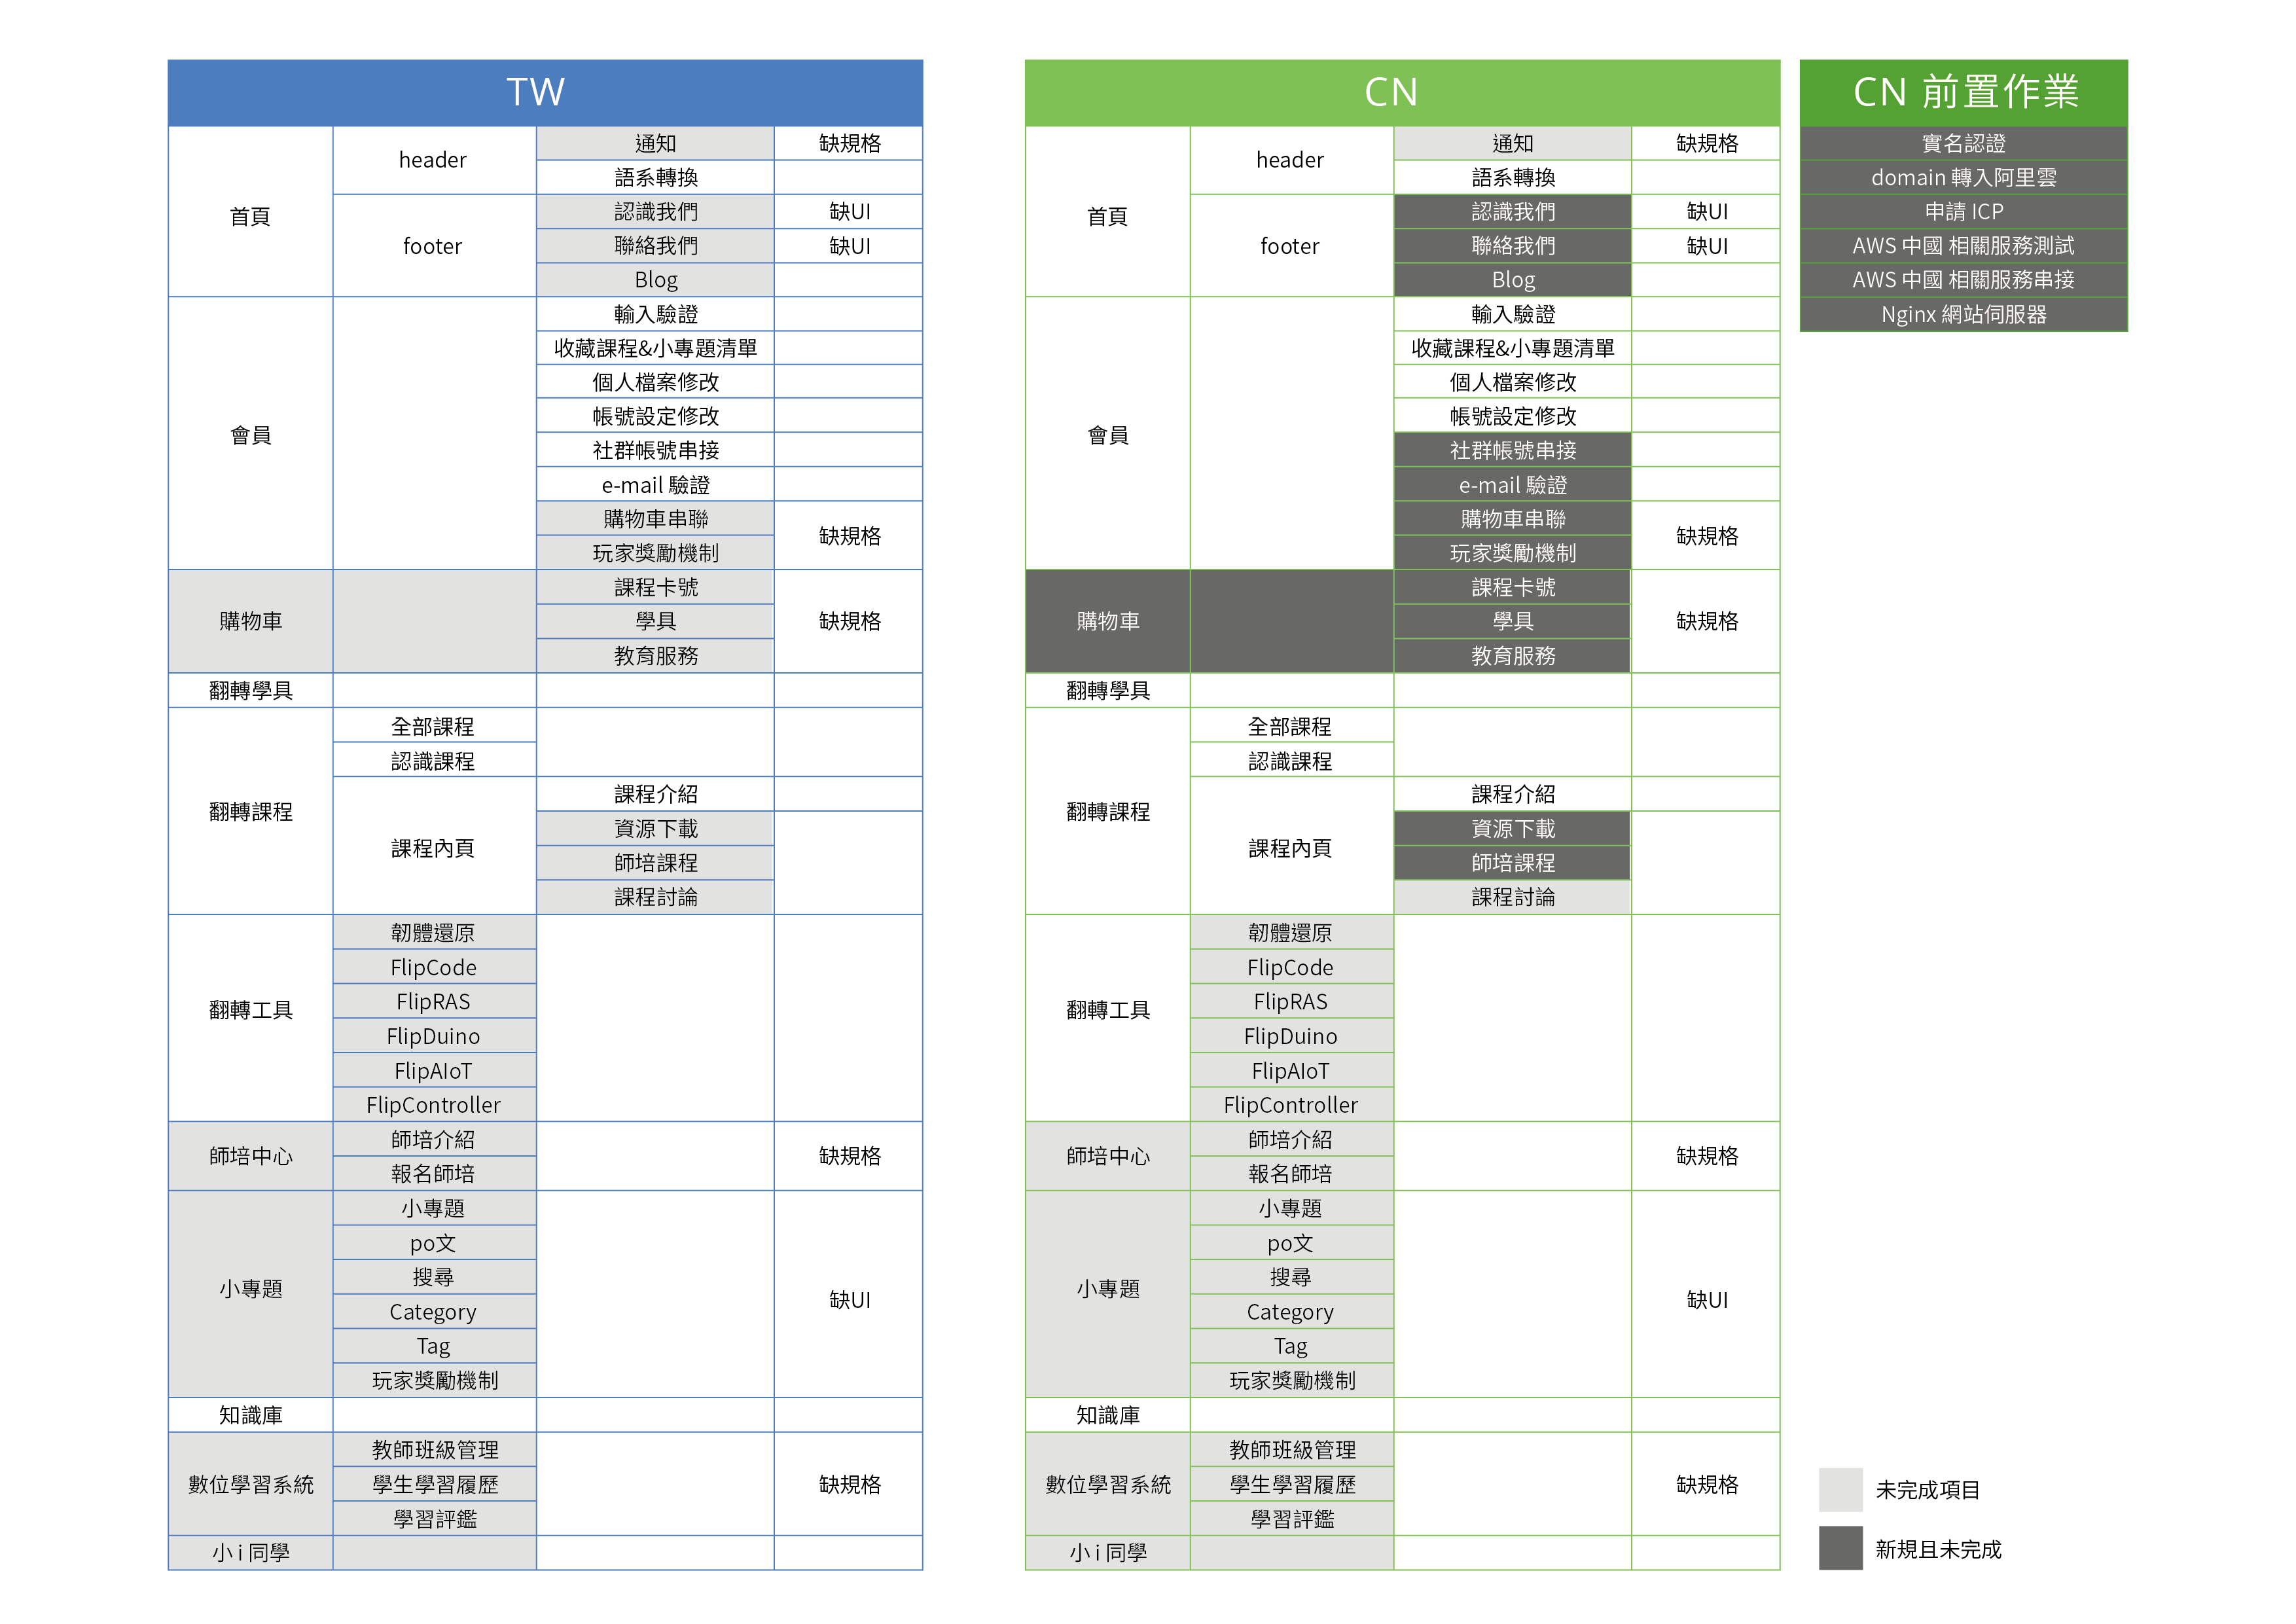 TW
首頁
header
通知
缺規格
語系轉換
footer
認識我們
缺UI
聯絡我們
缺UI
Blog
會員
輸入驗證
收藏課程&小專題清單
個人檔案修改
帳號設定修改
社群帳號串接
e-mail 驗證
購物車串聯
缺規格
玩家獎勵機制
購物車
課程卡號
學具
缺規格
教育服務
翻轉學具
翻轉課程
全部課程
認識課程
課程內頁
課程介紹
資源下載
師培課程
課程討論
翻轉工具
韌體還原
FlipCode
FlipRAS
FlipDuino
FlipAIoT
FlipController
師培中心
師培介紹
缺規格
報名師培
小專題
小專題
po文
搜尋
Category
Tag
玩家獎勵機制
缺UI
知識庫
數位學習系統
教師班級管理
學生學習履歷
學習評鑑
缺規格
小 i 同學
CN
首頁
header
通知
缺規格
語系轉換
footer
認識我們
缺UI
聯絡我們
缺UI
Blog
會員
輸入驗證
收藏課程&小專題清單
個人檔案修改
帳號設定修改
社群帳號串接
e-mail 驗證
購物車串聯
缺規格
玩家獎勵機制
購物車
課程卡號
學具
缺規格
教育服務
翻轉學具
翻轉課程
全部課程
認識課程
課程內頁
課程介紹
資源下載
師培課程
課程討論
翻轉工具
韌體還原
FlipCode
FlipRAS
FlipDuino
FlipAIoT
FlipController
師培中心
師培介紹
缺規格
報名師培
小專題
小專題
po文
搜尋
Category
Tag
玩家獎勵機制
缺UI
知識庫
數位學習系統
教師班級管理
學生學習履歷
學習評鑑
缺規格
小 i 同學
CN 前置作業
實名認證
domain 轉入阿里雲
申請 ICP
AWS 中國 相關服務測試
AWS 中國 相關服務串接
Nginx 網站伺服器
未完成項目
新規且未完成